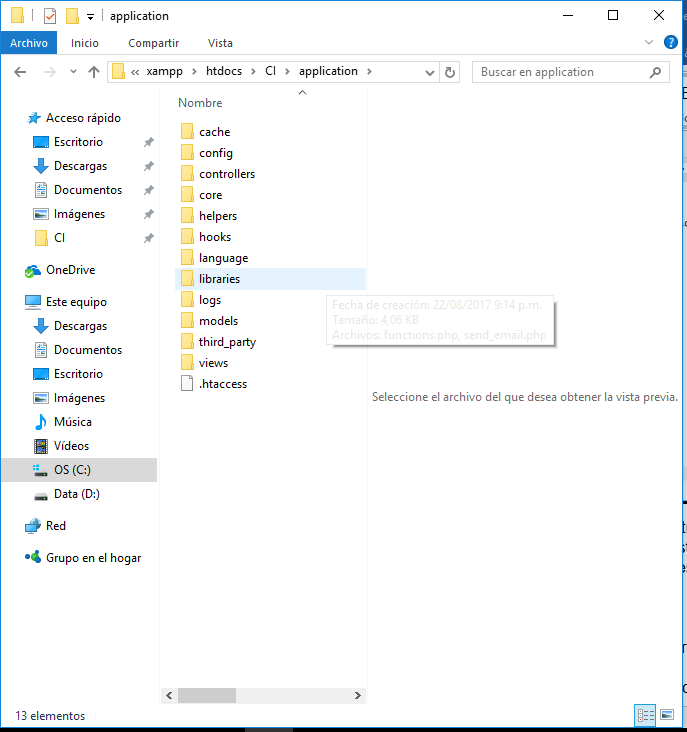 application
Archivo Inicio Compartir Vista
« xampp > htdocs > CI > application >
Buscar en application
Acceso rápido
Escritorio
Descargas
Documentos
Imágenes
CI
OneDrive
Este equipo
Descargas
Documentos
Escritorio
Imágenes
Música
Vídeos
OS (C:)
Data (D:)
Red
Grupo en el hogar
Nombre
cache
config
controllers
core
helpers
hooks
language
libraries
logs
models
third_party
views
.htaccess
Fecha de creación: 22/08/2017 9:14 p.m.
Tamaño: 4,06 KB
Archivos: functions.php, send_email.php
Seleccione el archivo del que desea obtener la vista previa.
13 elementos